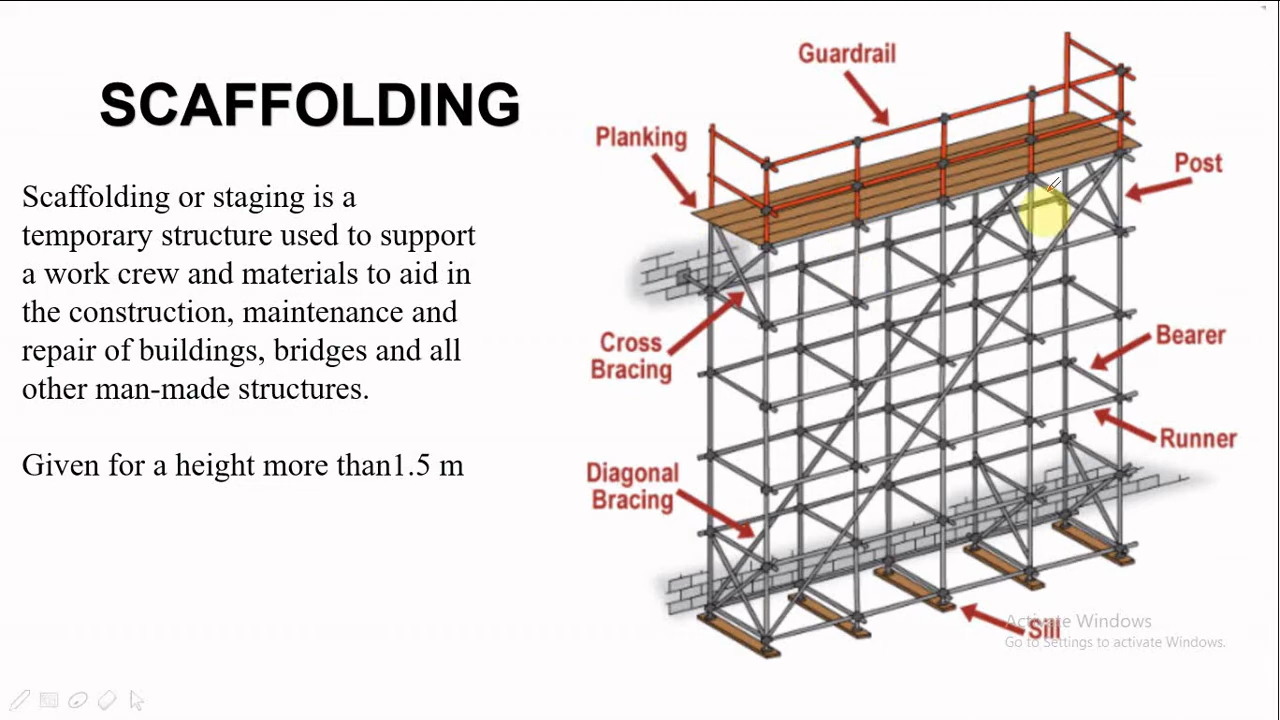 SCAFFOLDING
Scaffolding or staging is a
temporary structure used to support
a work crew and materials to aid in
the construction, maintenance and
repair of buildings, bridges and all
other man-made structures.
Given for a height more than1.5 m
Guardrail
Planking
Post
Cross
Bracing
Bearer
Runner
Diagonal
Bracing
Sill
Activate Windows
Go to Settings to activate Windows.